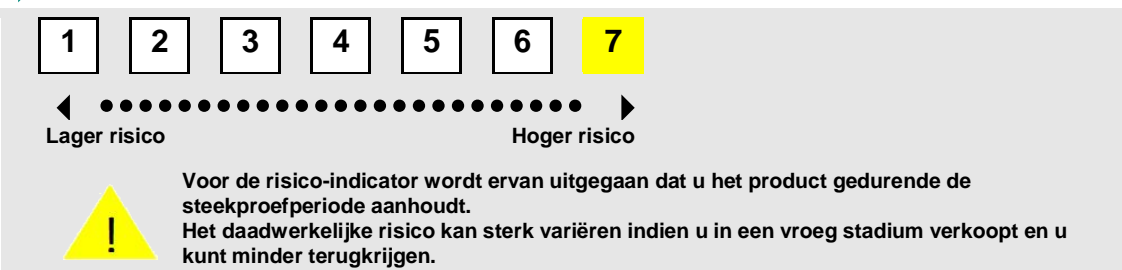 1 2 3 4 5 6 7
Lager risico Hoger risico
Voor de risico-indicator wordt ervan uitgegaan dat u het product gedurende de
steekproefperiode aanhoudt.
Het daadwerkelijke risico kan sterk variëren indien u in een vroeg stadium verkoopt en u
kunt minder terugkrijgen.
!